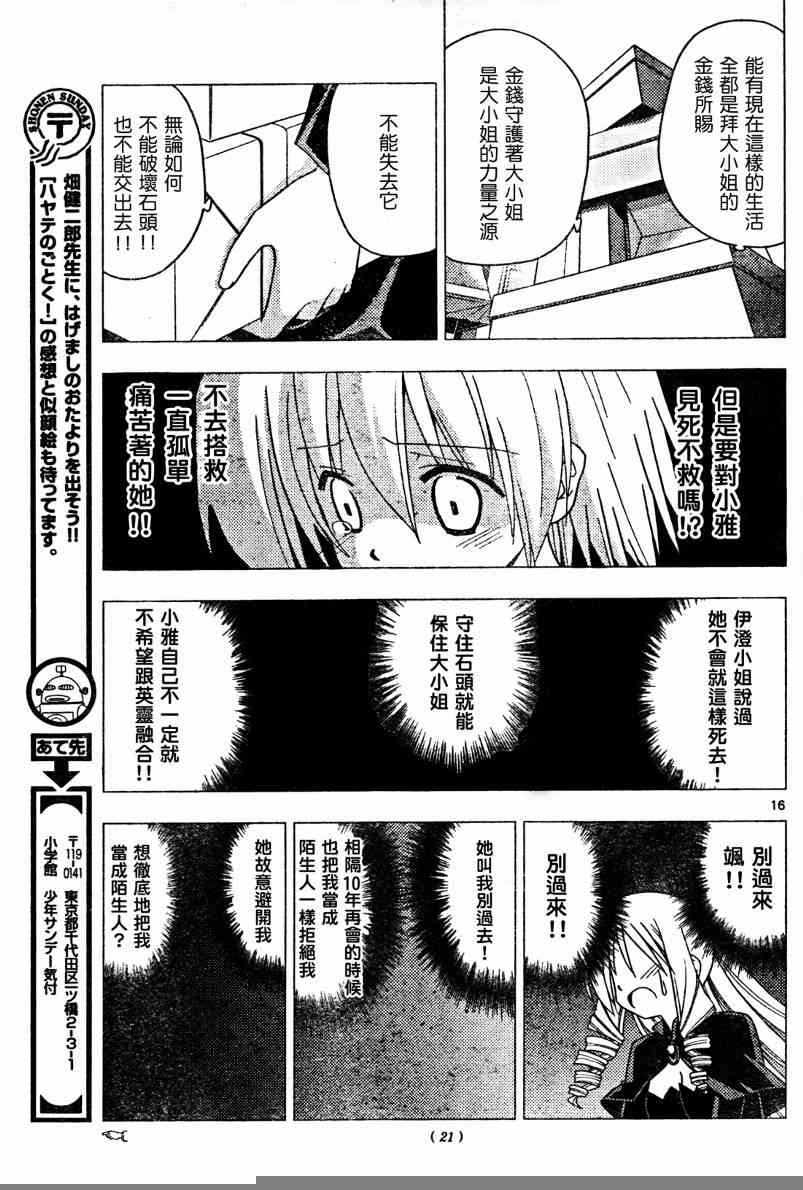 能有現在這樣的生活
全都是拜大小姐的
金錢所賜
金錢守護著大小姐
是大小姐的力量之源
不能失去它
無論如何
不能破壞石頭!!
也不能交出去!!
但是要對小雅
見死不救嗎!?
不去搭救
一直孤單
痛苦著的她!!
伊澄小姐說過
她不會就這樣死去!
守住石頭就能
保住大小姐
小雅自己不一定就
不希望跟英靈融合!!
16
別過來
颯!!
別過來!!
她叫我別過去!
相隔10年再會的時候
也把我當成
陌生人一樣拒絕我
她故意避開我
想徹底地把我
當成陌生人?
(21)
SHONEN SUNDAY
〒
畑健二郎先生に、はげましのおたよりを出そう!!
[ハヤテのごとく!]の感想と似顔絵も待ってます。
あて先
〒119-0141 東京都千代田区一ツ橋2-3-1
小学館 少年サンデー気付